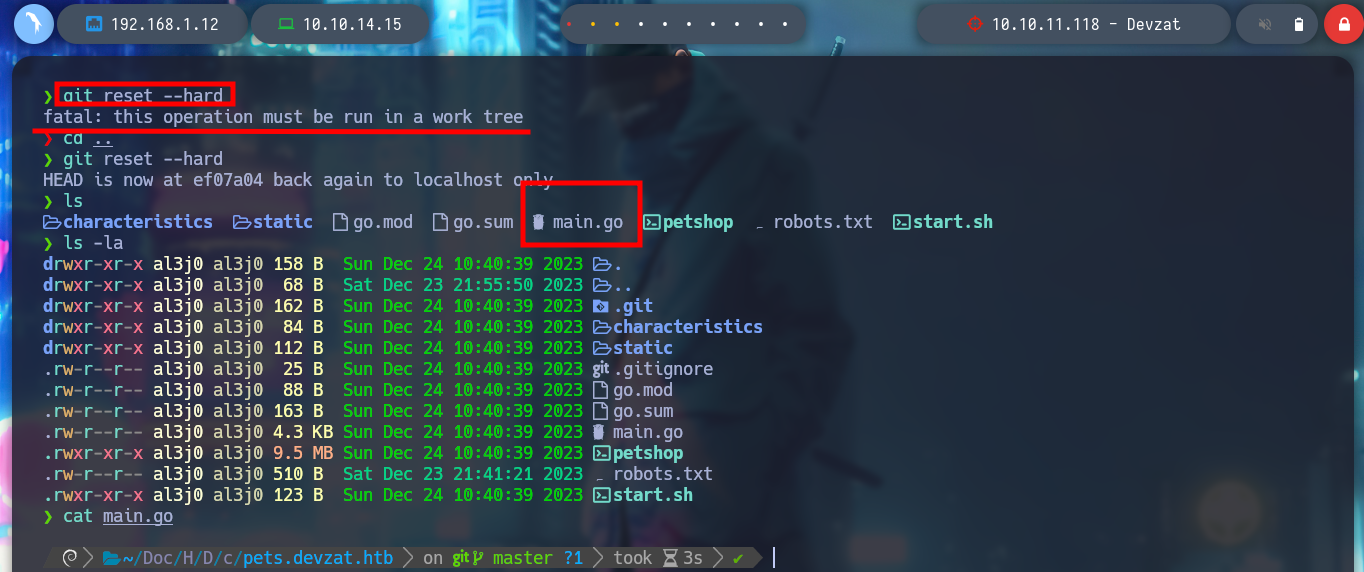 192.168.1.12 10.10.14.15 10.10.11.118 - Devzat
❯ git reset --hard
fatal: this operation must be run in a work tree
❯ cd ..
❯ git reset --hard
HEAD is now at ef07a04 back again to localhost only
❯ ls
characteristics static go.mod go.sum main.go petshop robots.txt start.sh
❯ ls -la
drwxr-xr-x al3j0 al3j0 158 B Sun Dec 24 10:40:39 2023 .
drwxr-xr-x al3j0 al3j0 68 B Sat Dec 23 21:55:50 2023 ..
drwxr-xr-x al3j0 al3j0 162 B Sun Dec 24 10:40:39 2023 .git
drwxr-xr-x al3j0 al3j0 84 B Sun Dec 24 10:40:39 2023 characteristics
drwxr-xr-x al3j0 al3j0 112 B Sun Dec 24 10:40:39 2023 static
.rw-r--r-- al3j0 al3j0 25 B Sun Dec 24 10:40:39 2023 git .gitignore
.rw-r--r-- al3j0 al3j0 88 B Sun Dec 24 10:40:39 2023 go.mod
.rw-r--r-- al3j0 al3j0 163 B Sun Dec 24 10:40:39 2023 go.sum
.rw-r--r-- al3j0 al3j0 4.3 KB Sun Dec 24 10:40:39 2023 main.go
.rwxr-xr-x al3j0 al3j0 9.5 MB Sun Dec 24 10:40:39 2023 petshop
.rw-r--r-- al3j0 al3j0 510 B Sat Dec 23 21:41:21 2023 robots.txt
.rwxr-xr-x al3j0 al3j0 123 B Sun Dec 24 10:40:39 2023 start.sh
❯ cat main.go
~/Doc/H/D/c/pets.devzat.htb on git master ?1 took 3s ✔